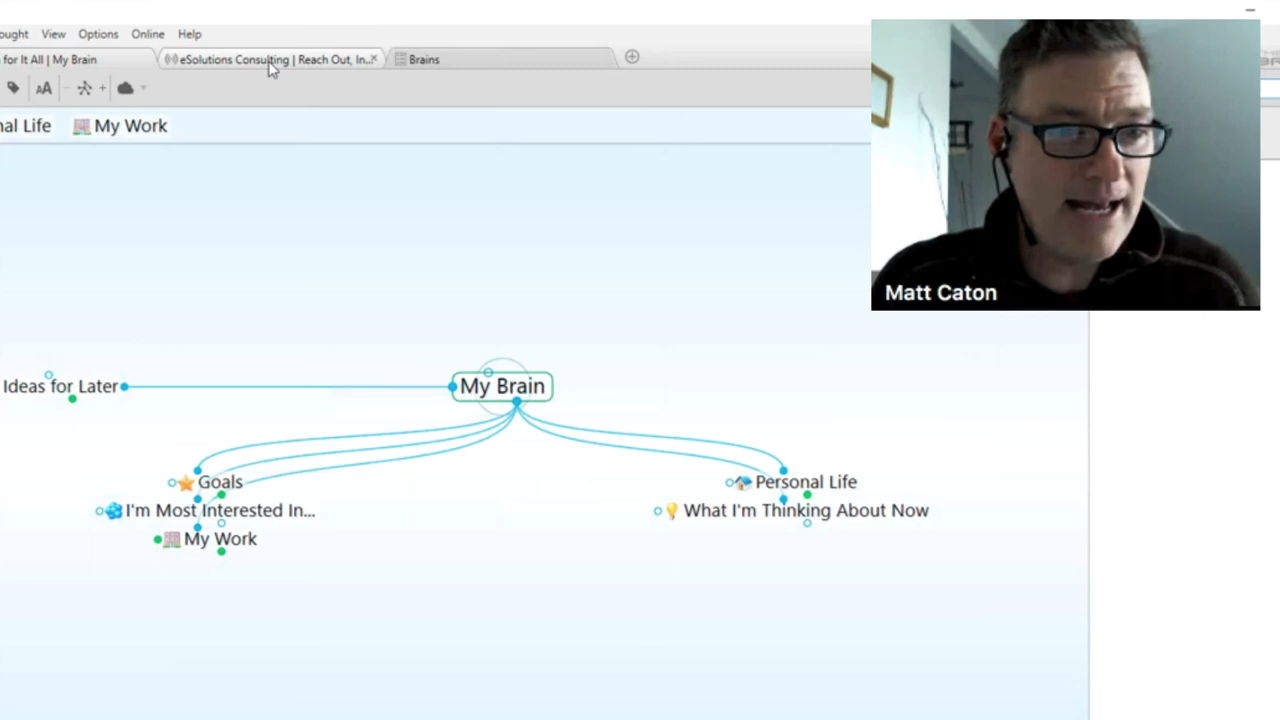 ought View Options Online Help
for It All | My Brain eSolutions Consulting | Reach Out, In... Brains
AA
nal Life My Work
Matt Caton
Ideas for Later My Brain
Goals Personal Life
I'm Most Interested In... What I'm Thinking About Now
My Work